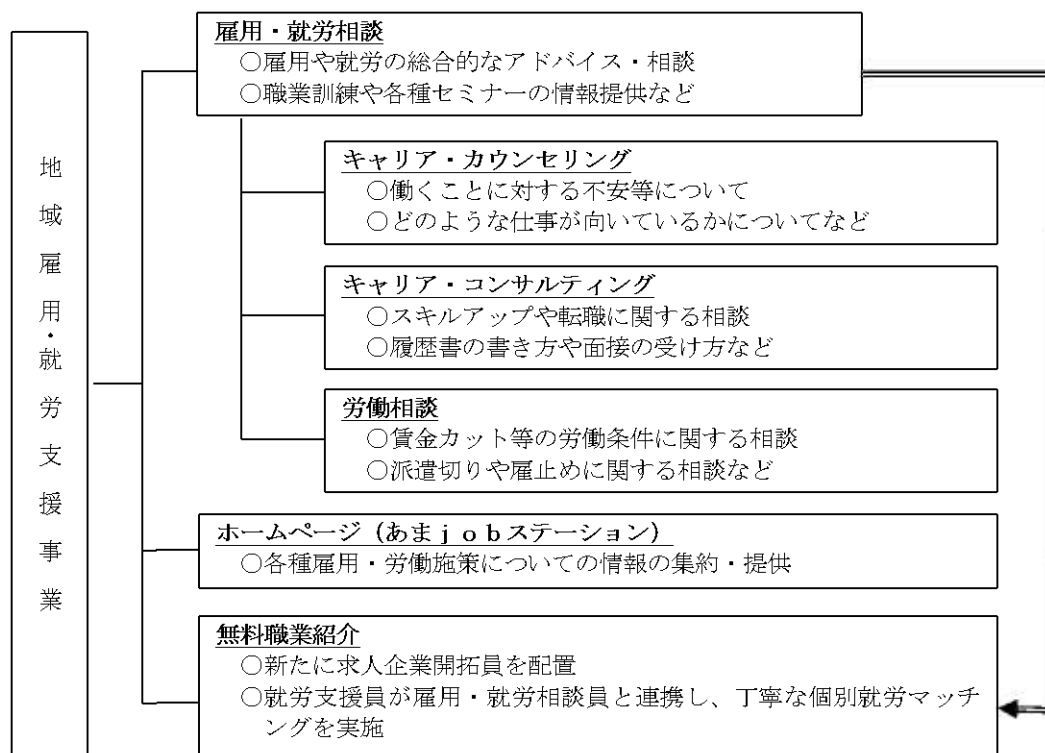 地域雇用・就労支援事業
雇用・就労相談
○雇用や就労の総合的なアドバイス・相談
○職業訓練や各種セミナーの情報提供など
キャリア・カウンセリング
○働くことに対する不安等について
○どのような仕事が向いているかについてなど
キャリア・コンサルティング
○スキルアップや転職に関する相談
○履歴書の書き方や面接の受け方など
労働相談
○賃金カット等の労働条件に関する相談
○派遣切りや雇止めに関する相談など
ホームページ（あまｊｏｂステーション）
○各種雇用・労働施策についての情報の集約・提供
無料職業紹介
○新たに求人企業開拓員を配置
○就労支援員が雇用・就労相談員と連携し、丁寧な個別就労マッチ
ングを実施